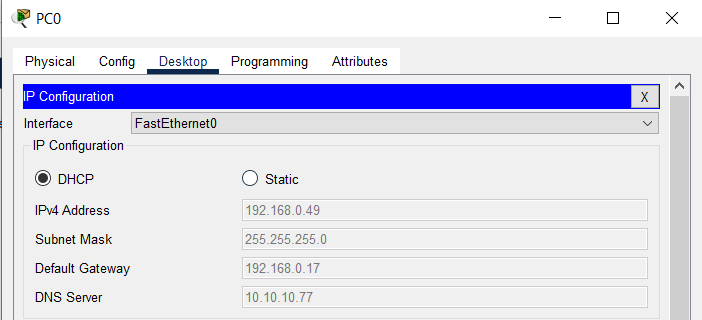 PC0
Physical Config Desktop Programming Attributes
IP Configuration X
Interface FastEthernet0
IP Configuration
DHCP Static
IPv4 Address 192.168.0.49
Subnet Mask 255.255.255.0
Default Gateway 192.168.0.17
DNS Server 10.10.10.77